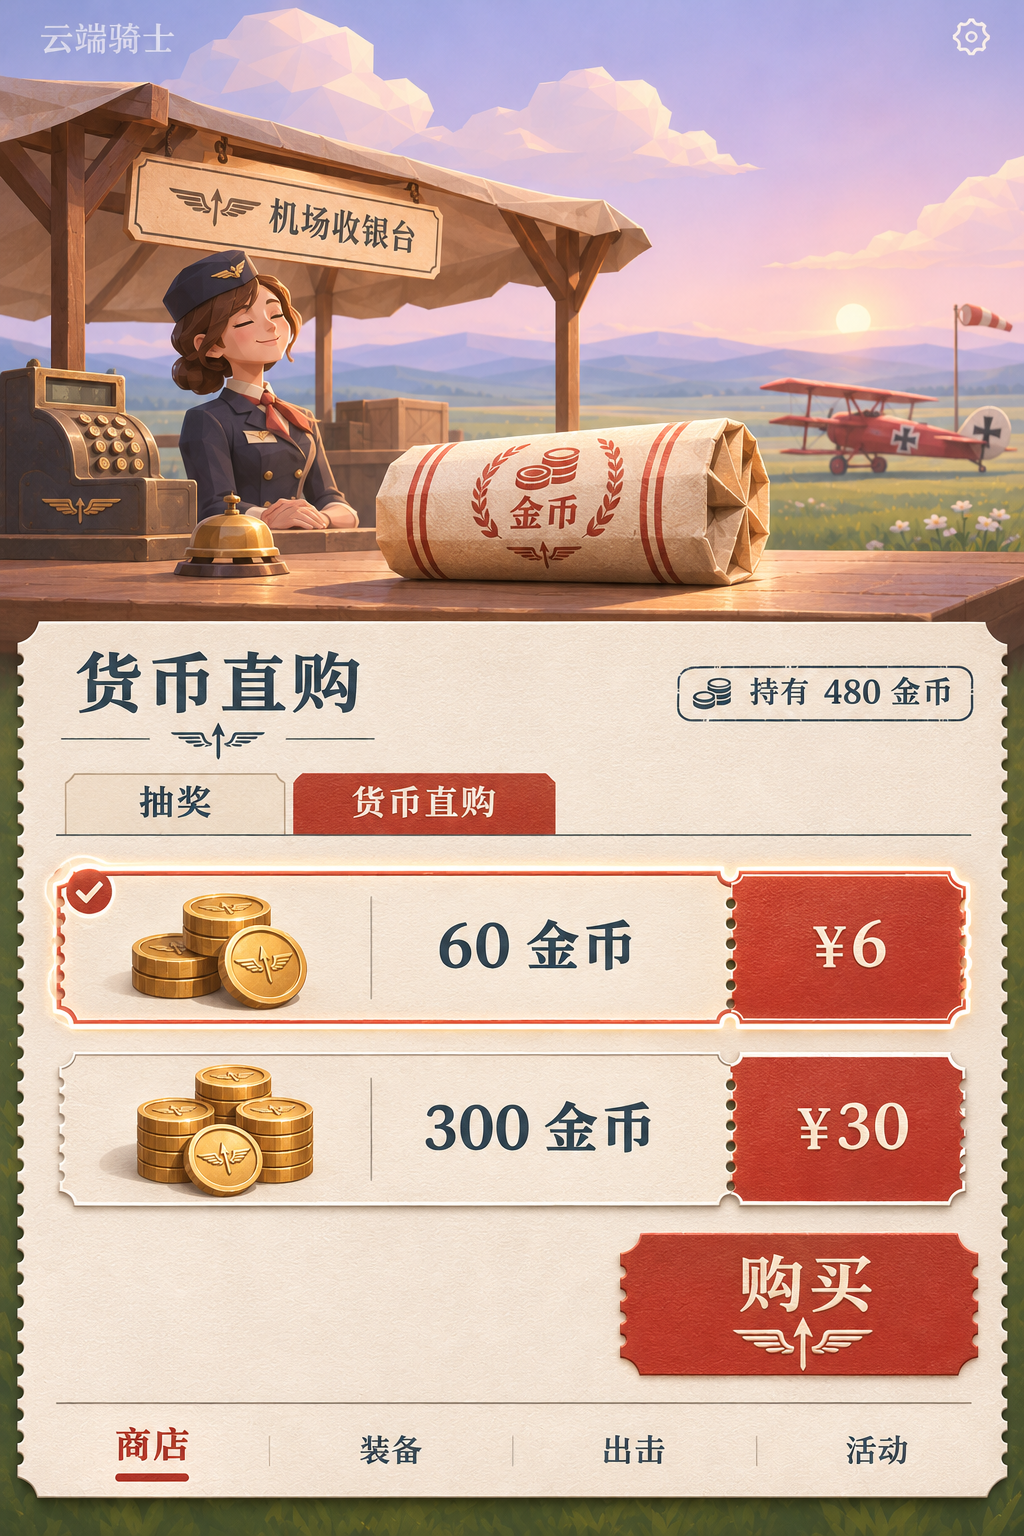 云端骑士
机场收银台
金币
货币直购
持有 480 金币
抽奖
货币直购
60 金币
¥6
300 金币
¥30
购买
商店
装备
出击
活动